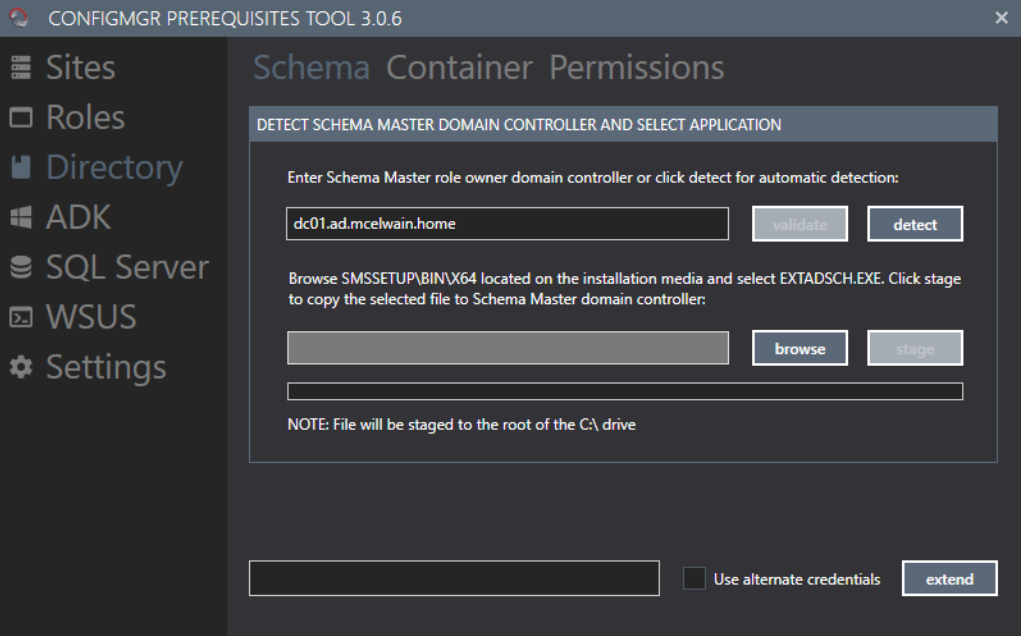 CONFIGMGR PREREQUISITES TOOL 3.0.6
Sites
Roles
Directory
ADK
SQL Server
WSUS
Settings
Schema Container Permissions
DETECT SCHEMA MASTER DOMAIN CONTROLLER AND SELECT APPLICATION
Enter Schema Master role owner domain controller or click detect for automatic detection:
dc01.ad.mcelwain.home validate detect
Browse SMSSETUP\BIN\X64 located on the installation media and select EXTADSCH.EXE. Click stage
to copy the selected file to Schema Master domain controller:
browse stage
NOTE: File will be staged to the root of the C:\ drive
Use alternate credentials extend